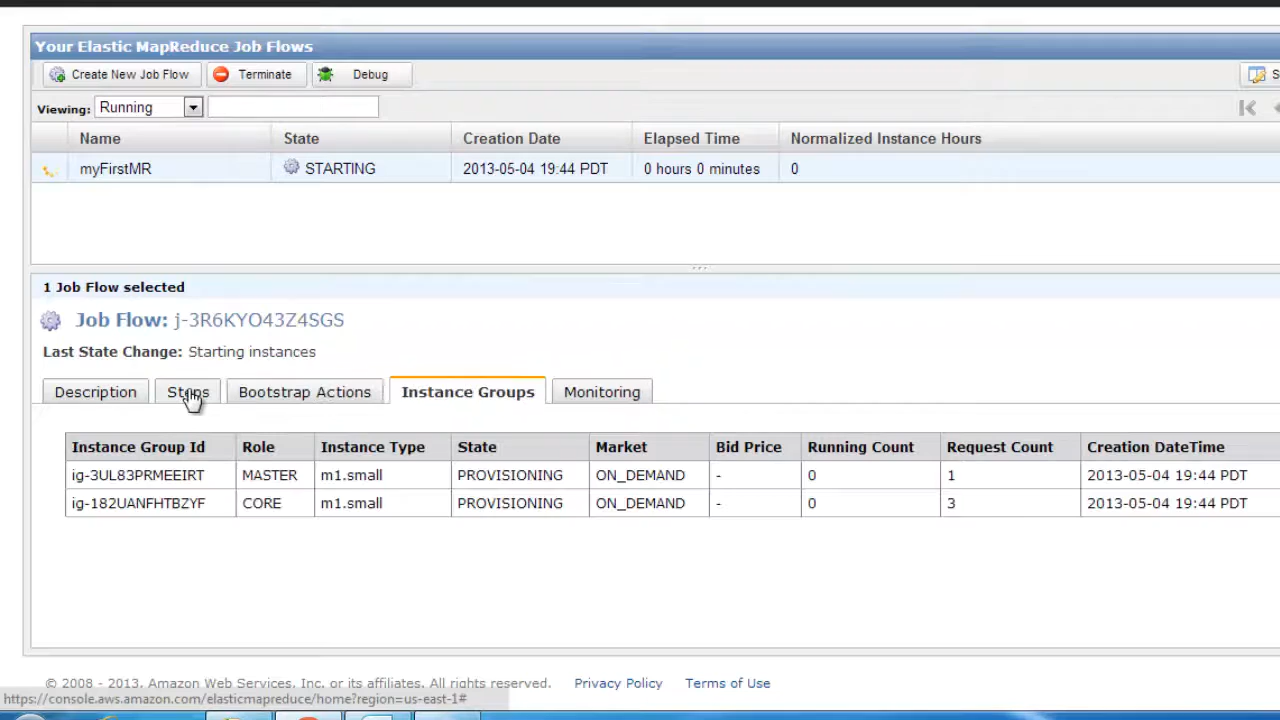 Your Elastic MapReduce Job Flows
Create New Job Flow Terminate Debug S
Viewing: Running
Name State Creation Date Elapsed Time Normalized Instance Hours
myFirstMR STARTING 2013-05-04 19:44 PDT 0 hours 0 minutes 0
1 Job Flow selected
Job Flow: j-3R6KYO43Z4SGS
Last State Change: Starting instances
Description Steps Bootstrap Actions Instance Groups Monitoring
Instance Group Id Role Instance Type State Market Bid Price Running Count Request Count Creation DateTime
ig-3UL83PRMEEIRT MASTER m1.small PROVISIONING ON_DEMAND - 0 1 2013-05-04 19:44 PDT
ig-182UANFHTBZYF CORE m1.small PROVISIONING ON_DEMAND - 0 3 2013-05-04 19:44 PDT
© 2008 - 2013, Amazon Web Services, Inc. or its affiliates. All rights reserved. Privacy Policy Terms of Use
https://console.aws.amazon.com/elasticmapreduce/home?region=us-east-1#